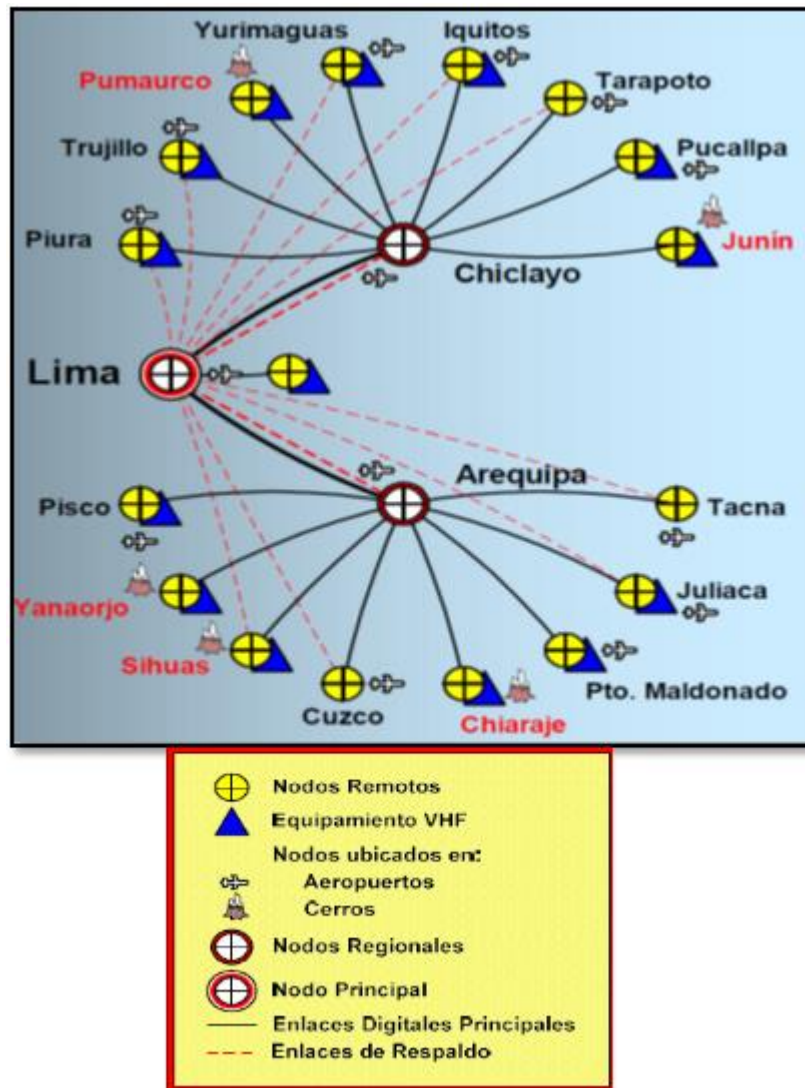 Yurimaguas
Iquitos
Pumaurco
Tarapoto
Trujillo
Pucallpa
Piura
Junín
Chiclayo
Lima
Arequipa
Pisco
Tacna
Yanaorjo
Juliaca
Sihuas
Cuzco
Chiaraje
Pto. Maldonado
Nodos Remotos
Equipamiento VHF
Nodos ubicados en:
Aeropuertos
Cerros
Nodos Regionales
Nodo Principal
Enlaces Digitales Principales
Enlaces de Respaldo